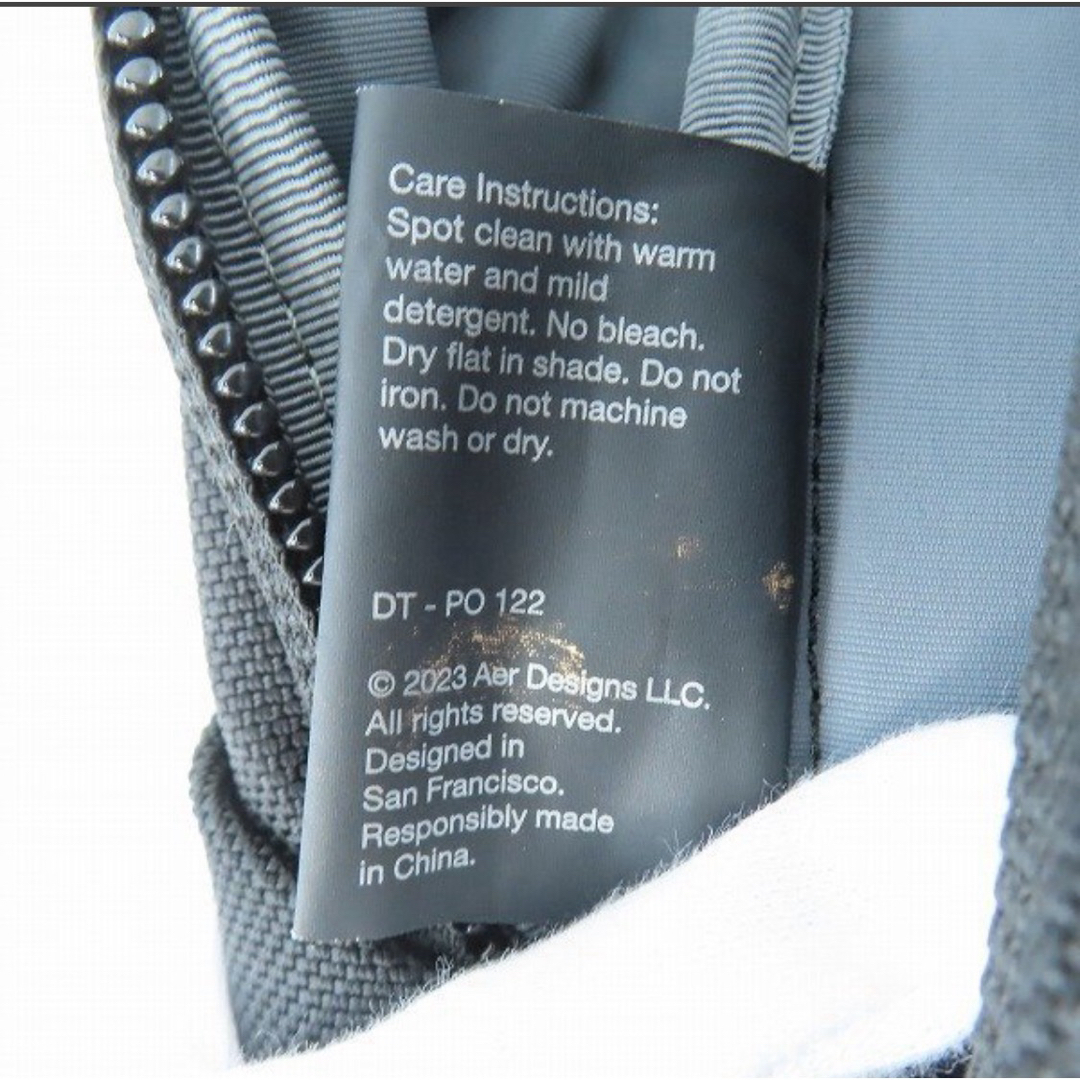 Care Instructions:
Spot clean with warm
water and mild
detergent. No bleach.
Dry flat in shade. Do not
iron. Do not machine
wash or dry.
DT - PO 122
© 2023 Aer Designs LLC.
All rights reserved.
Designed in
San Francisco.
Responsibly made
in China.